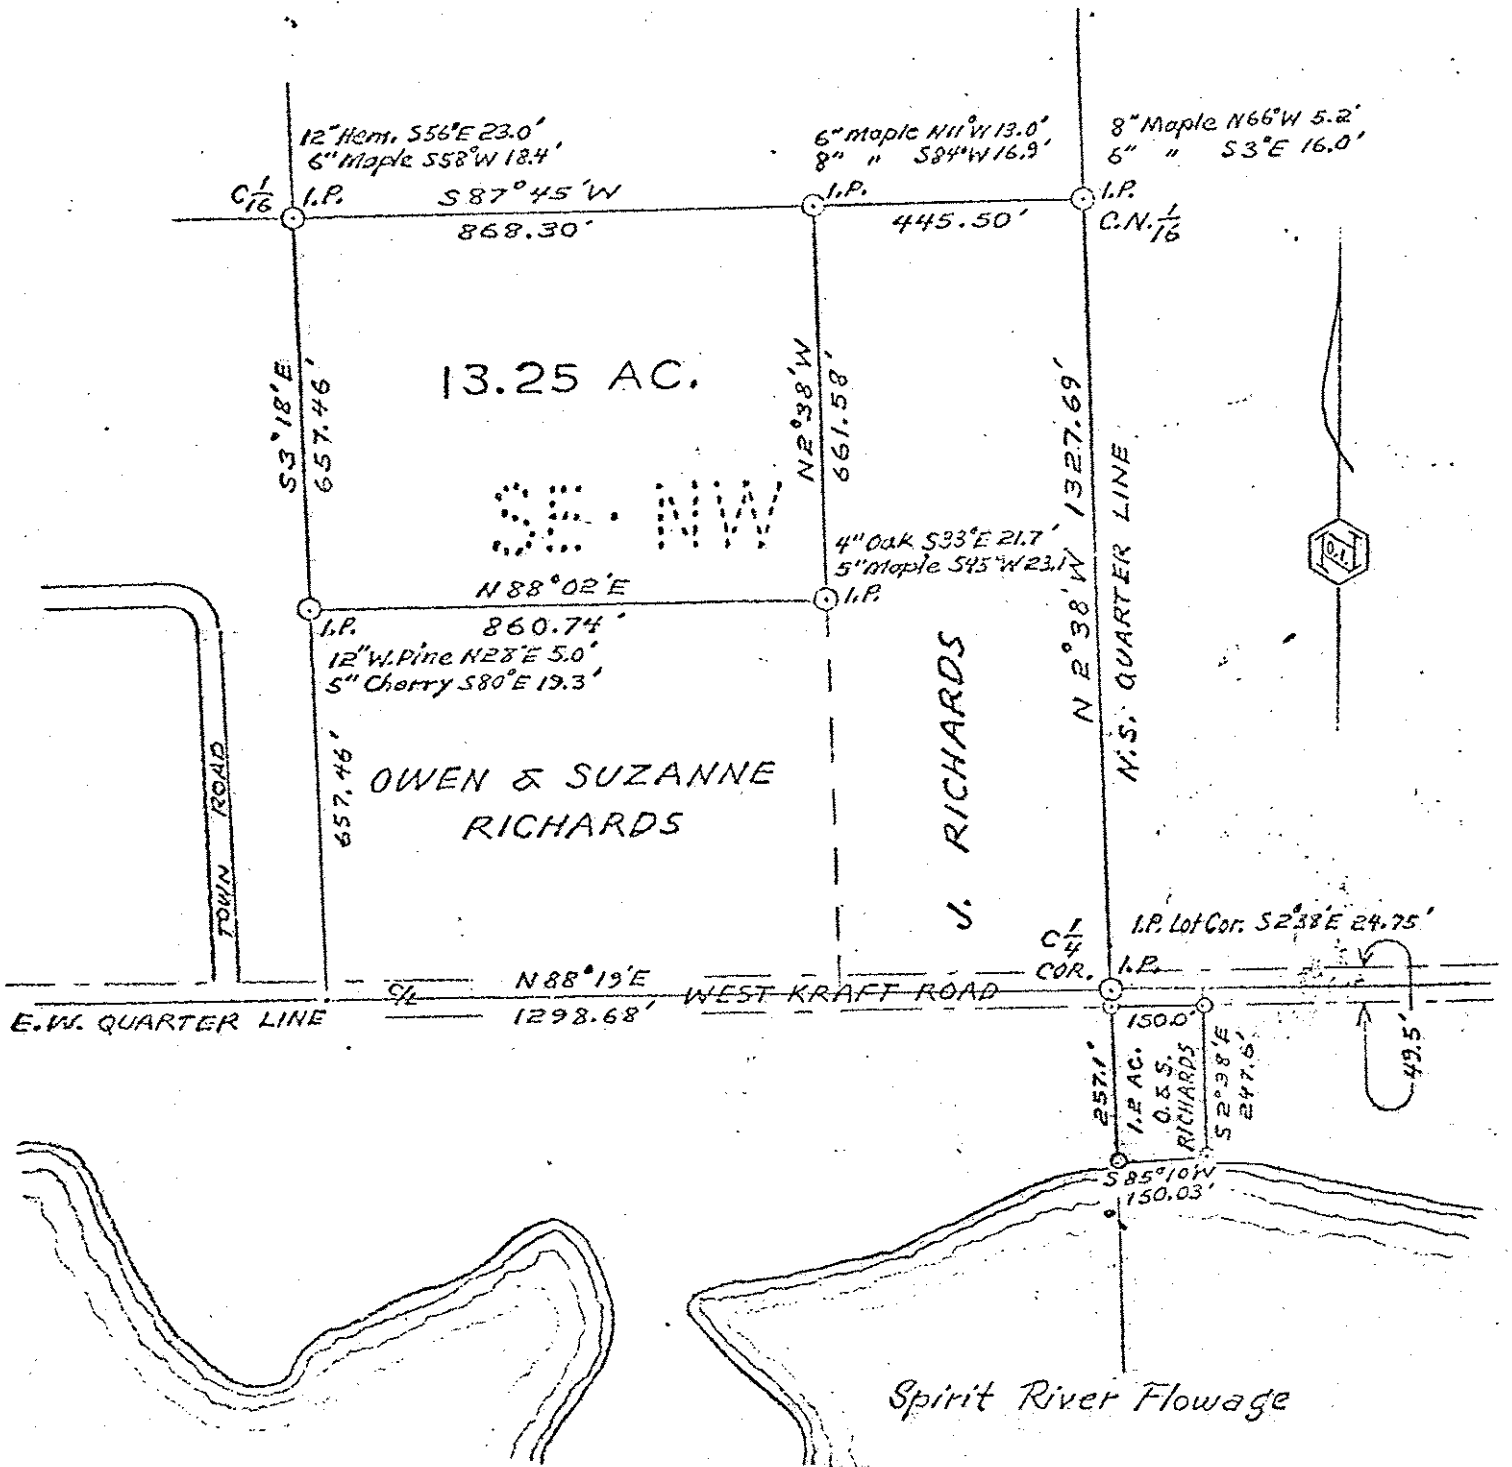 12" Hem. S56°E 23.0'
6" Maple S58°W 18.4'
6" Maple N11°W 13.0'
8" " S84°W 16.9'
8" Maple N66°W 5.2'
6" " S3°E 16.0'
C 1/16
I.P.
S 87°45'W
868.30'
I.P.
445.50'
I.P.
C.N. 1/16
13.25 AC.
S3°18'E
657.46'
N2°38'W
661.58'
N 2°38'W 1327.69'
N.S. QUARTER LINE
SE-NW
4" Oak S33°E 21.7'
5" Maple S45°W 23.1'
I.P.
N 88°02'E
860.74'
I.P.
12" W.Pine N28°E 5.0'
5" Cherry S80°E 19.3'
TOWN ROAD
657.46'
OWEN & SUZANNE
RICHARDS
J. RICHARDS
C 1/4
COR.
I.P. Lot Cor. S2°38'E 24.75'
I.P.
N 88°19'E
C/L
WEST KRAFT ROAD
E.W. QUARTER LINE
1298.68'
150.0'
257.1'
1.2 AC.
O. & S.
RICHARDS
S 2°38'E
247.6'
49.5'
S 85°10'W
150.03'
Spirit River Flowage